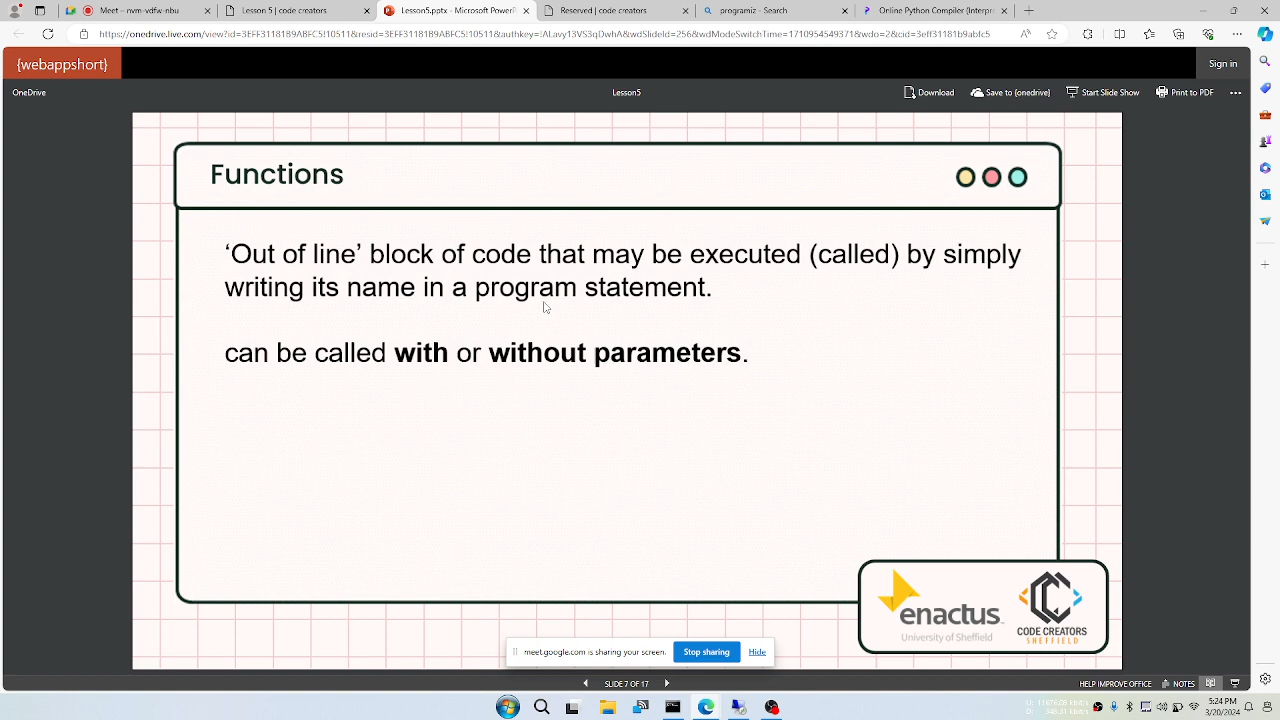 Meet – nvm-vdfw-mbu
Lesson 5 | code creators
Lesson5.pptx - Microsoft PowerP
Reserved | code creators
programiz - Search
Online Python Compiler (Interpre
{webappshort}
Sign in
OneDrive
Lesson5
Download
Save to {onedrive}
Start Slide Show
Print to PDF
Functions
‘Out of line’ block of code that may be executed (called) by simply
writing its name in a program statement.
can be called with or without parameters.
enactus
University of Sheffield
CODE CREATORS
SHEFFIELD
meet.google.com is sharing your screen.
Stop sharing
Hide
SLIDE 7 OF 17
HELP IMPROVE OFFICE
NOTES
5:24 PM
3/20/2024